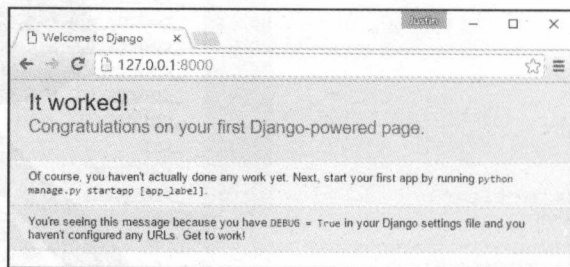 Justin
Welcome to Django
127.0.0.1:8000
It worked!
Congratulations on your first Django-powered page.
Of course, you haven't actually done any work yet. Next, start your first app by running python
manage.py startapp [app_label].
You're seeing this message because you have DEBUG = True in your Django settings file and you
haven't configured any URLs. Get to work!